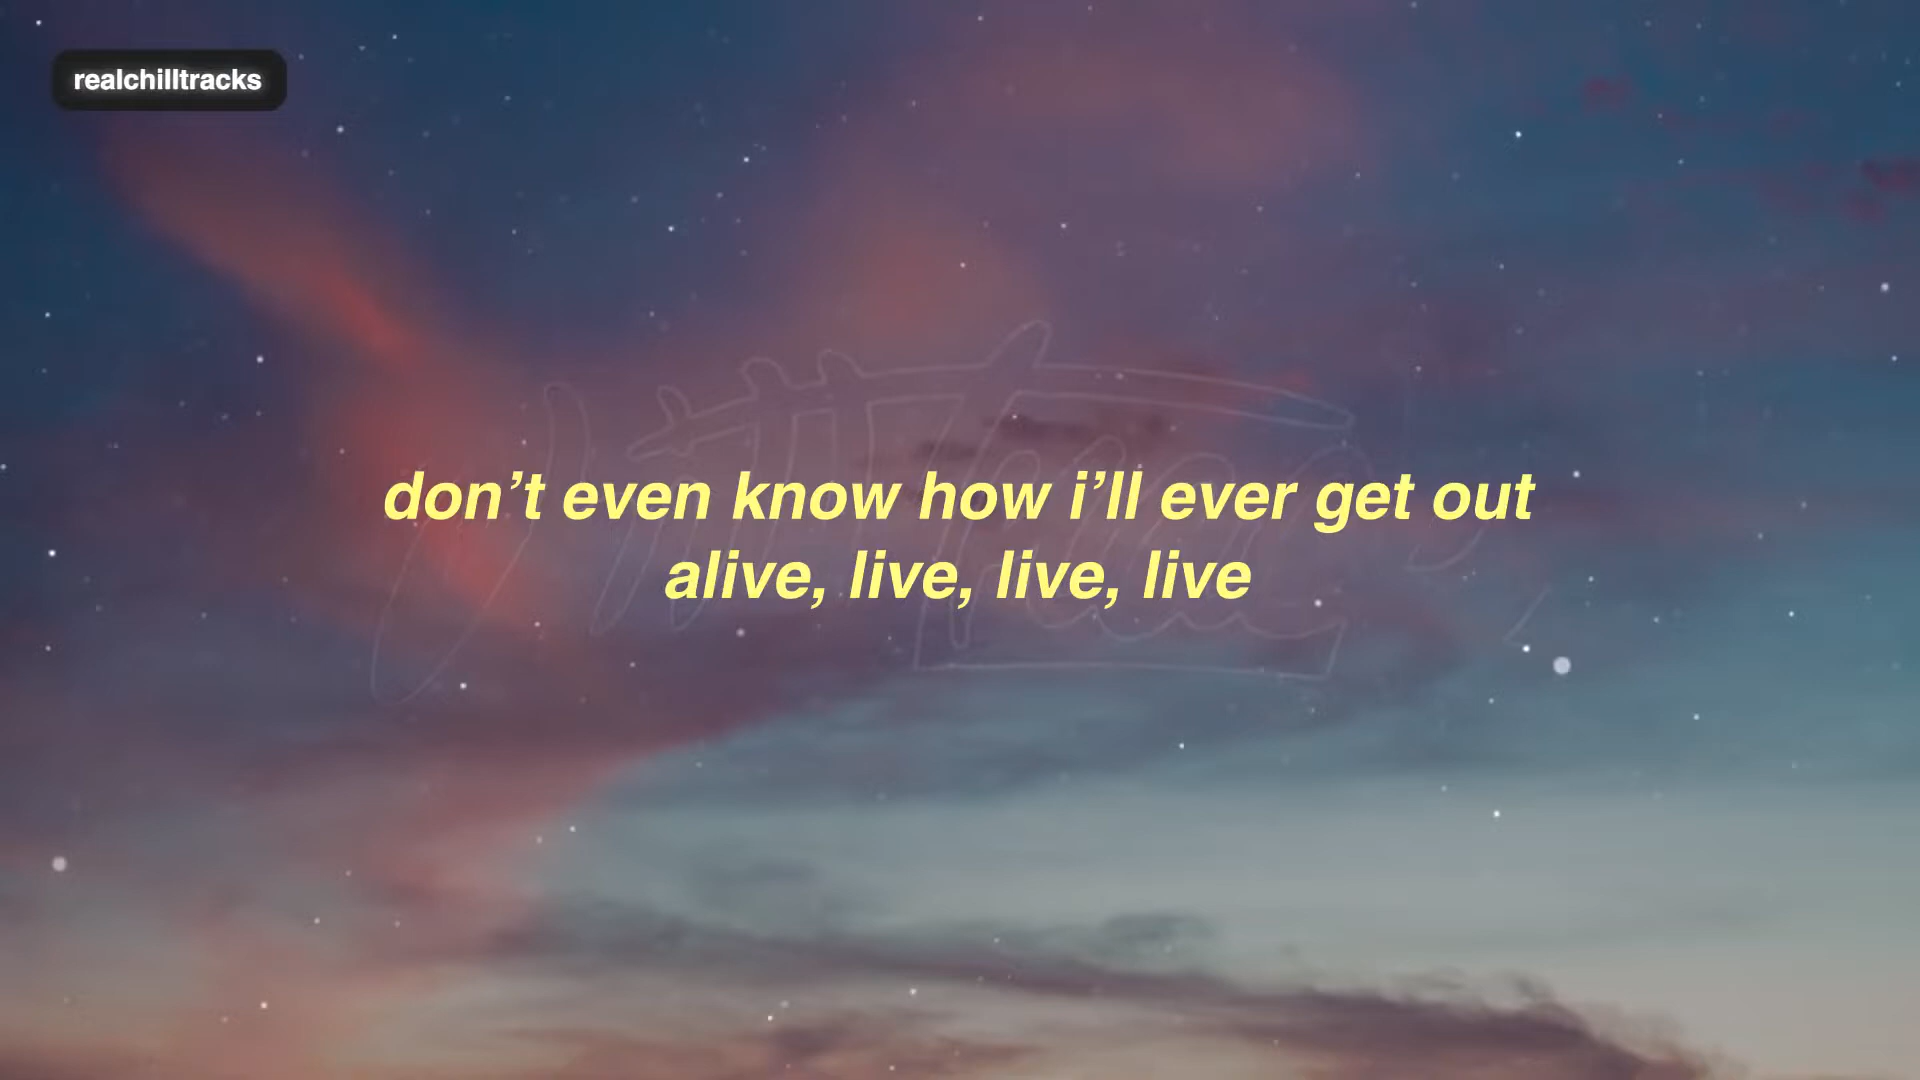 realchilltracks
don’t even know how i’ll ever get out
alive, live, live, live